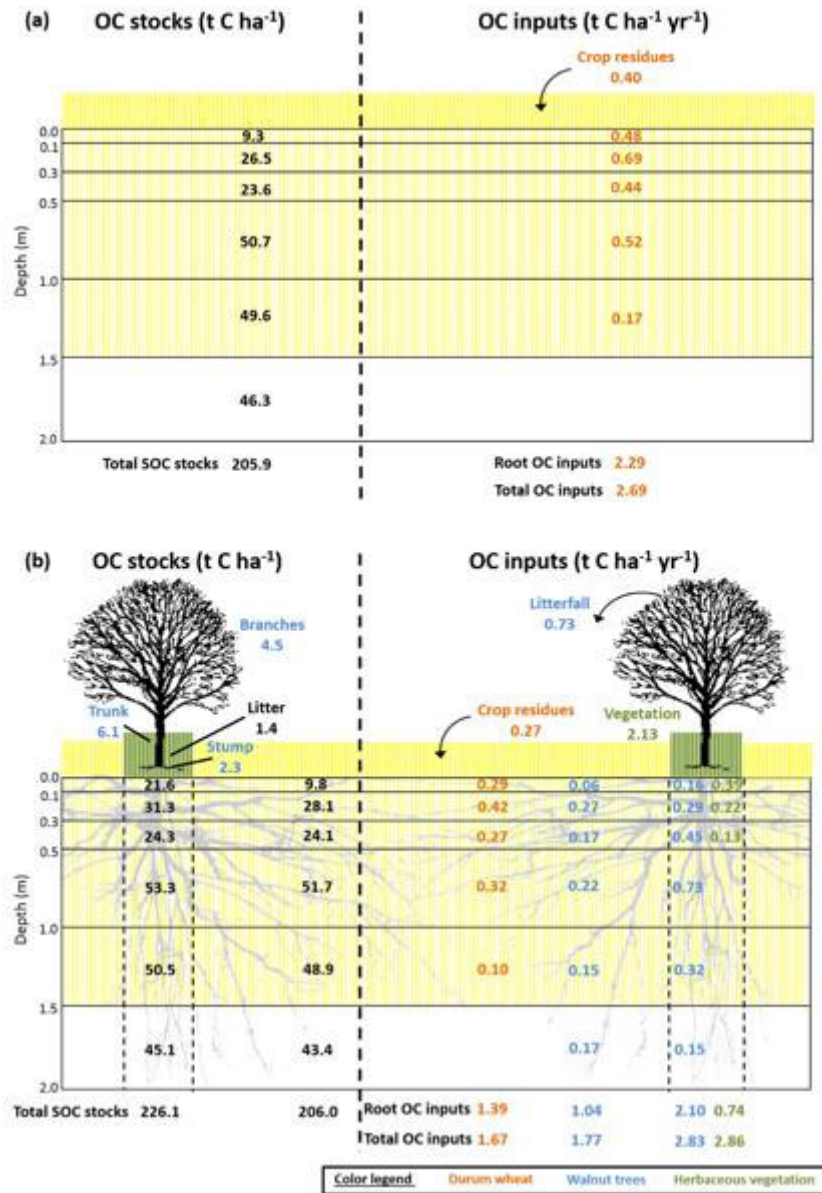 (a) OC stocks (t C ha⁻¹) OC inputs (t C ha⁻¹ yr⁻¹)
Crop residues
0.40
0.0
9.3 0.48
0.1
26.5 0.69
0.3
23.6 0.44
0.5
50.7 0.52
Depth (m)
1.0
49.6 0.17
1.5
46.3
2.0
Total SOC stocks 205.9 Root OC inputs 2.29
Total OC inputs 2.69
(b) OC stocks (t C ha⁻¹) OC inputs (t C ha⁻¹ yr⁻¹)
Branches
4.5
Litterfall
0.73
Trunk
6.1
Litter
1.4
Stump
2.3
Crop residues
0.27
Vegetation
2.13
0.0
21.6 9.8 0.29 0.06 0.16 0.39
0.1
31.3 28.1 0.42 0.27 0.29 0.22
0.3
24.3 24.1 0.27 0.17 0.45 0.13
0.5
53.3 51.7 0.32 0.22 0.73
Depth (m)
1.0
50.5 48.9 0.10 0.15 0.32
1.5
45.1 43.4 0.17 0.15
2.0
Total SOC stocks 226.1 206.0 Root OC inputs 1.39 1.04 2.10 0.74
Total OC inputs 1.67 1.77 2.83 2.86
Color legend Durum wheat Walnut trees Herbaceous vegetation